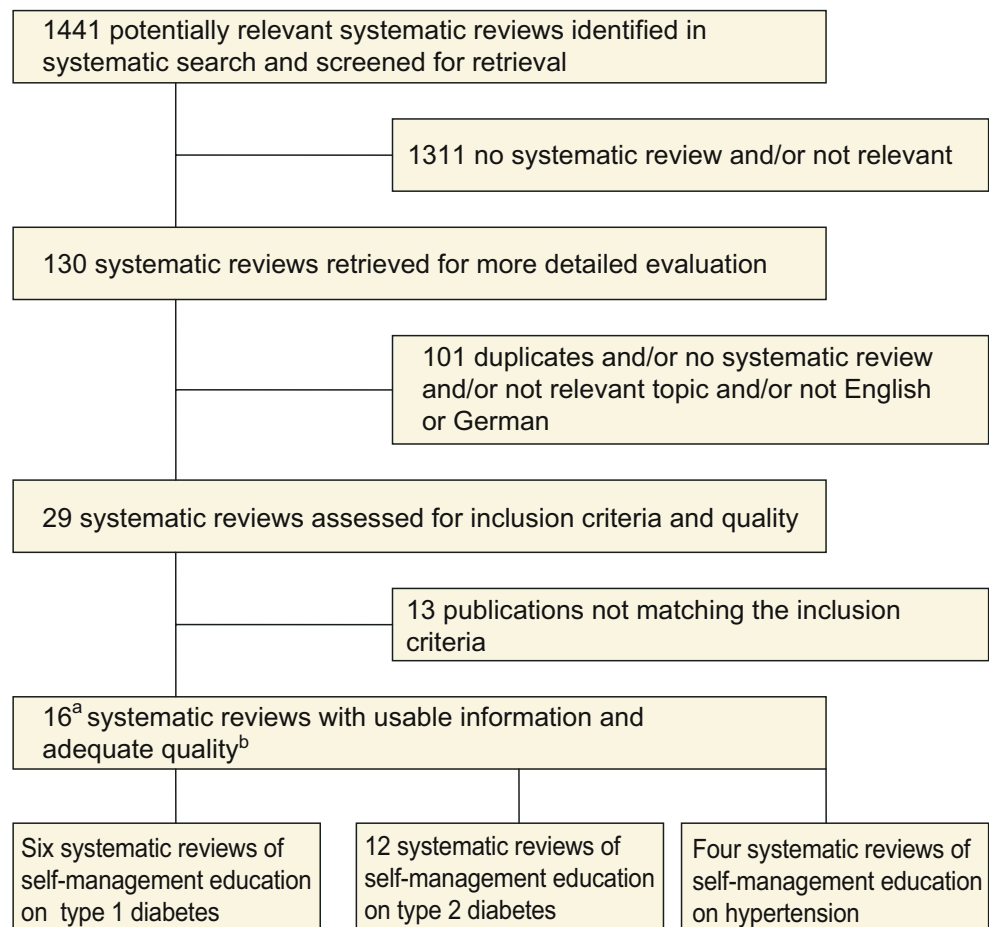 1441 potentially relevant systematic reviews identified in
systematic search and screened for retrieval
1311 no systematic review and/or not relevant
130 systematic reviews retrieved for more detailed evaluation
101 duplicates and/or no systematic review
and/or not relevant topic and/or not English
or German
29 systematic reviews assessed for inclusion criteria and quality
13 publications not matching the inclusion
criteria
16ᵃ systematic reviews with usable information and
adequate qualityᵇ
Six systematic reviews of
self-management education
on type 1 diabetes
12 systematic reviews of
self-management education
on type 2 diabetes
Four systematic reviews of
self-management education
on hypertension